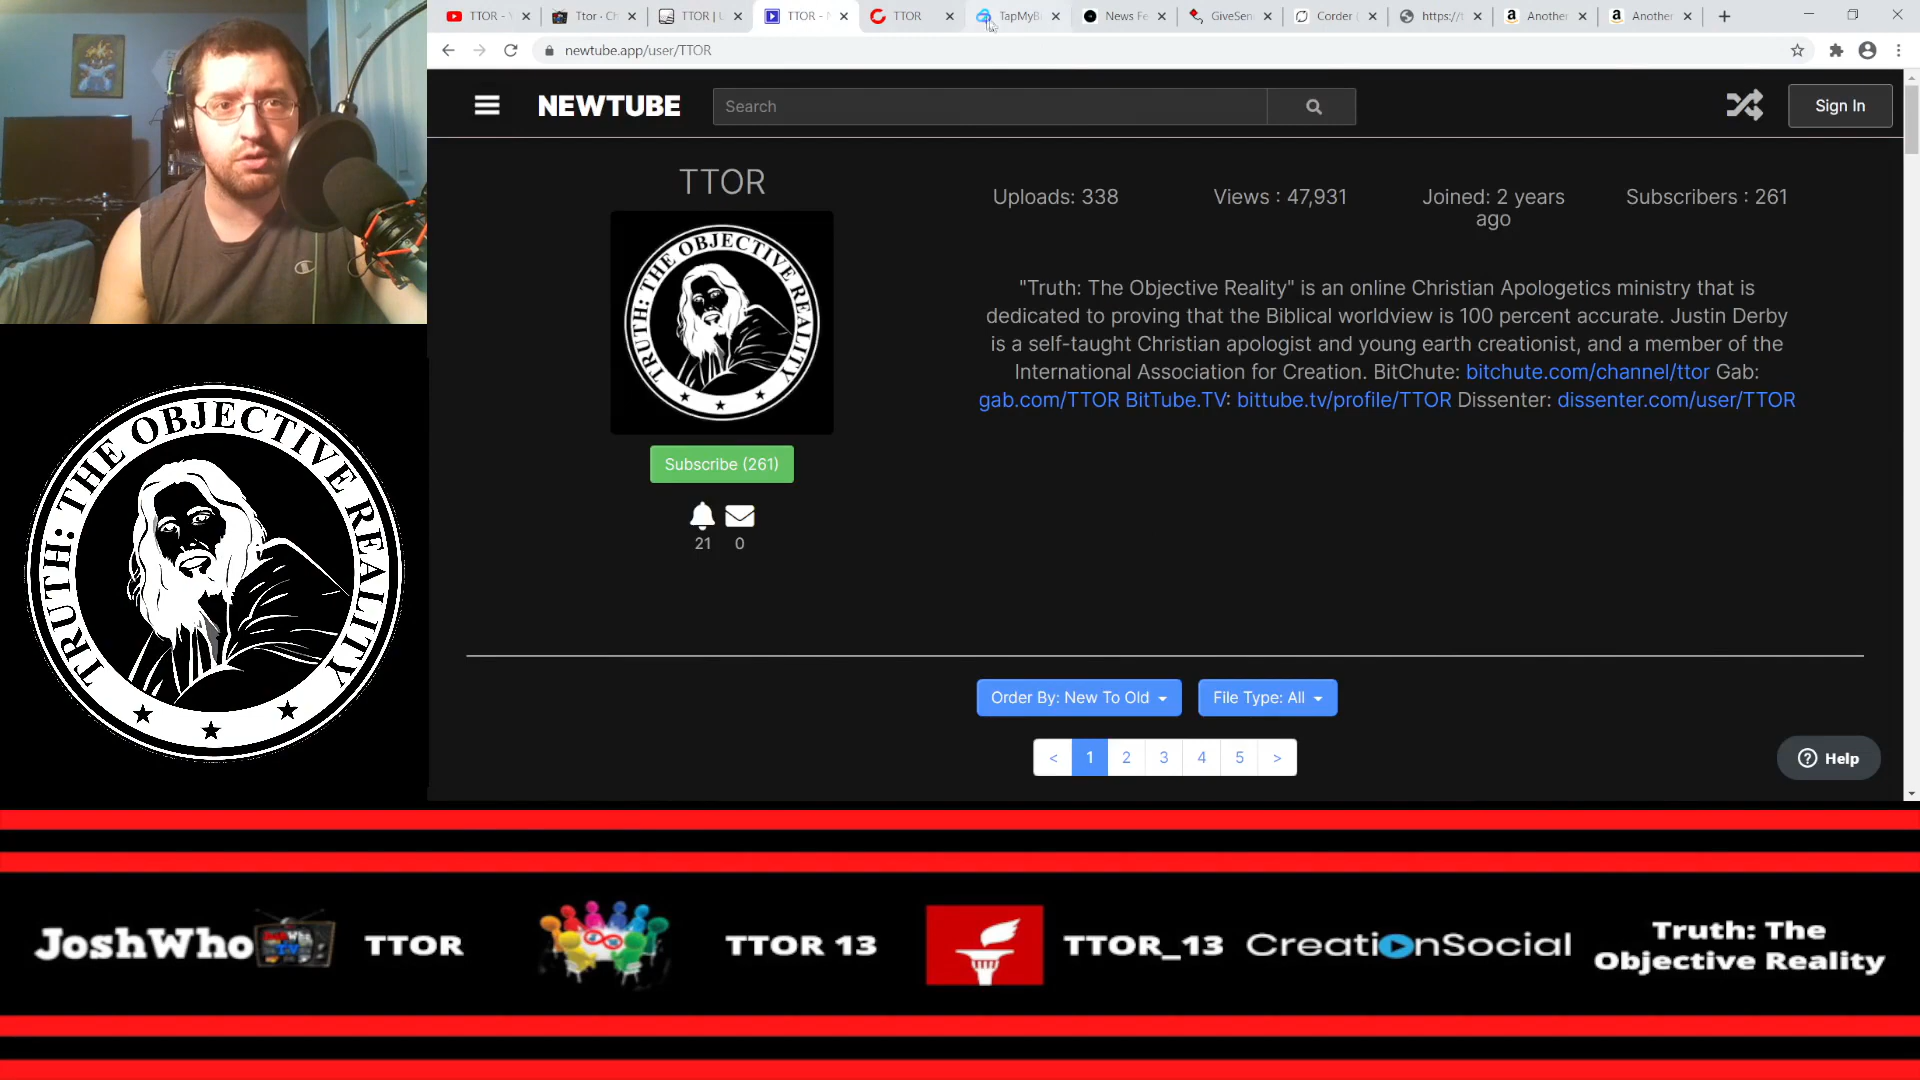 TTOR -
Ttor - Ch
TTOR | U
TTOR - N
TTOR
TapMyB
News Fe
GiveSen
Corder
https://t
Another
Another
newtube.app/user/TTOR
NEWTUBE
Search
Sign In
TTOR
Uploads: 338
Views : 47,931
Joined: 2 years
ago
Subscribers : 261
TRUTH: THE OBJECTIVE REALITY
"Truth: The Objective Reality" is an online Christian Apologetics ministry that is
dedicated to proving that the Biblical worldview is 100 percent accurate. Justin Derby
is a self-taught Christian apologist and young earth creationist, and a member of the
International Association for Creation. BitChute: bitchute.com/channel/ttor Gab:
gab.com/TTOR BitTube.TV: bittube.tv/profile/TTOR Dissenter: dissenter.com/user/TTOR
Subscribe (261)
21
0
Order By: New To Old
File Type: All
< 1 2 3 4 5 >
Help
TRUTH: THE OBJECTIVE REALITY
JoshWho
TTOR
TTOR 13
TTOR_13
CreationSocial
Truth: The
Objective Reality